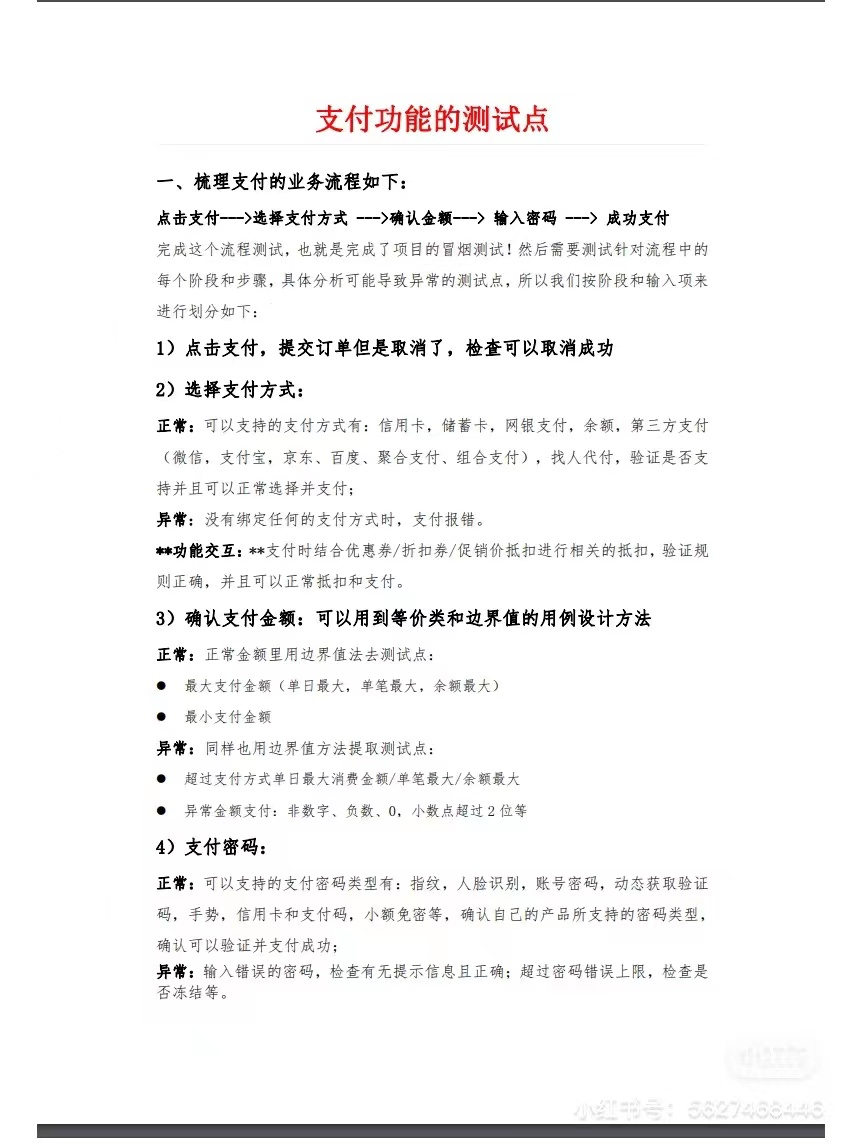 支付功能的测试点
一、梳理支付的业务流程如下：
点击支付--->选择支付方式 --->确认金额---> 输入密码 ---> 成功支付
完成这个流程测试，也就是完成了项目的冒烟测试！然后需要测试针对流程中的
每个阶段和步骤，具体分析可能导致异常的测试点，所以我们按阶段和输入项来
进行划分如下：
1）点击支付，提交订单但是取消了，检查可以取消成功
2）选择支付方式：
正常：可以支持的支付方式有：信用卡，储蓄卡，网银支付，余额，第三方支付
（微信，支付宝，京东、百度、聚合支付、组合支付），找人代付，验证是否支
持并且可以正常选择并支付；
异常：没有绑定任何的支付方式时，支付报错。
**功能交互：**支付时结合优惠券/折扣券/促销价抵扣进行相关的抵扣，验证规
则正确，并且可以正常抵扣和支付。
3）确认支付金额：可以用到等价类和边界值的用例设计方法
正常：正常金额里用边界值法去测试点：
● 最大支付金额（单日最大，单笔最大，余额最大）
● 最小支付金额
异常：同样也用边界值方法提取测试点：
● 超过支付方式单日最大消费金额/单笔最大/余额最大
● 异常金额支付：非数字、负数、0，小数点超过2位等
4）支付密码：
正常：可以支持的支付密码类型有：指纹，人脸识别，账号密码，动态获取验证
码，手势，信用卡和支付码，小额免密等，确认自己的产品所支持的密码类型，
确认可以验证并支付成功；
异常：输入错误的密码，检查有无提示信息且正确；超过密码错误上限，检查是
否冻结等。
小红书
小红书号：5627468446